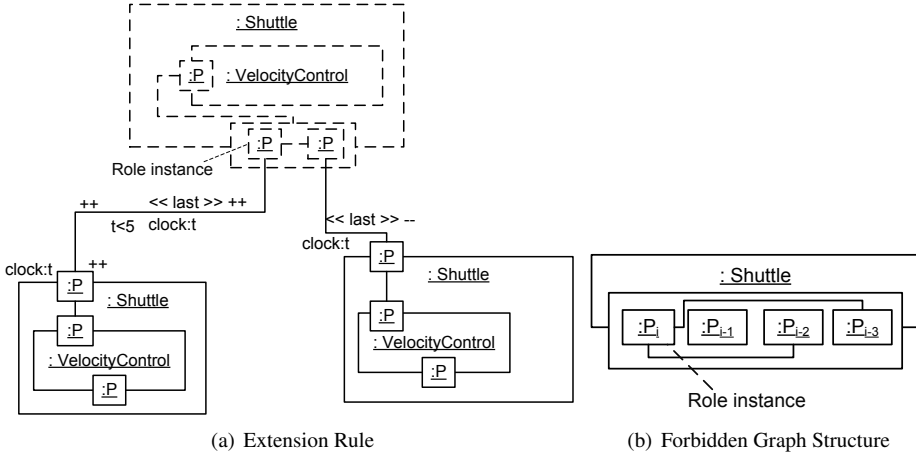 : Shuttle
:P
: VelocityControl
:P
:P
Role instance
++
<< last >> ++
t<5
clock:t
<< last >> --
clock:t
clock:t
:P
++
: Shuttle
:P
: VelocityControl
:P
:P
: Shuttle
:P
: VelocityControl
:P
: Shuttle
:Pi
:Pi-1
:Pi-2
:Pi-3
Role instance
(a) Extension Rule
(b) Forbidden Graph Structure